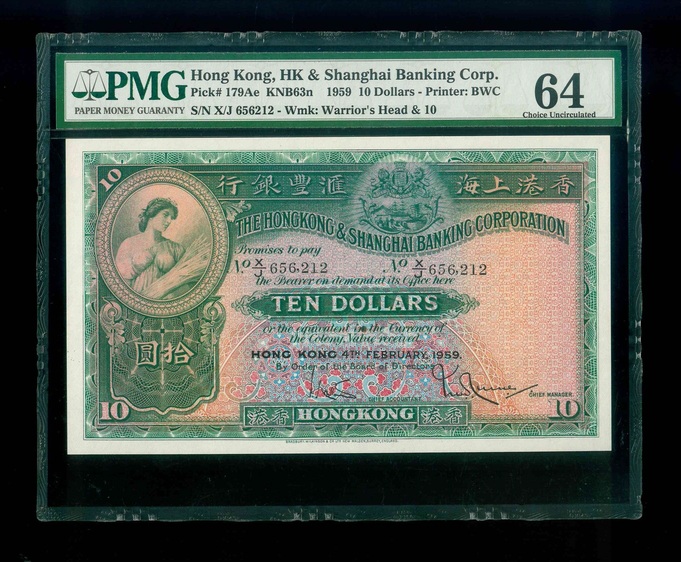 PMG
PAPER MONEY GUARANTY
Hong Kong, HK & Shanghai Banking Corp.
Pick# 179Ae KNB63n 1959 10 Dollars - Printer: BWC
S/N X/J 656212 - Wmk: Warrior's Head & 10
64
Choice Uncirculated
10
行銀豐滙 海上港香
THE HONGKONG & SHANGHAI BANKING CORPORATION
Promises to pay
No X/J 656,212 No X/J 656,212
the Bearer on demand at its Office here
TEN DOLLARS
or the equivalent in the Currency of
the Colony, Value received
HONG KONG 4TH FEBRUARY, 1959.
By Order of the Board of Directors
圓拾
CHIEF ACCOUNTANT.
CHIEF MANAGER.
10 港香 HONGKONG 港香 10